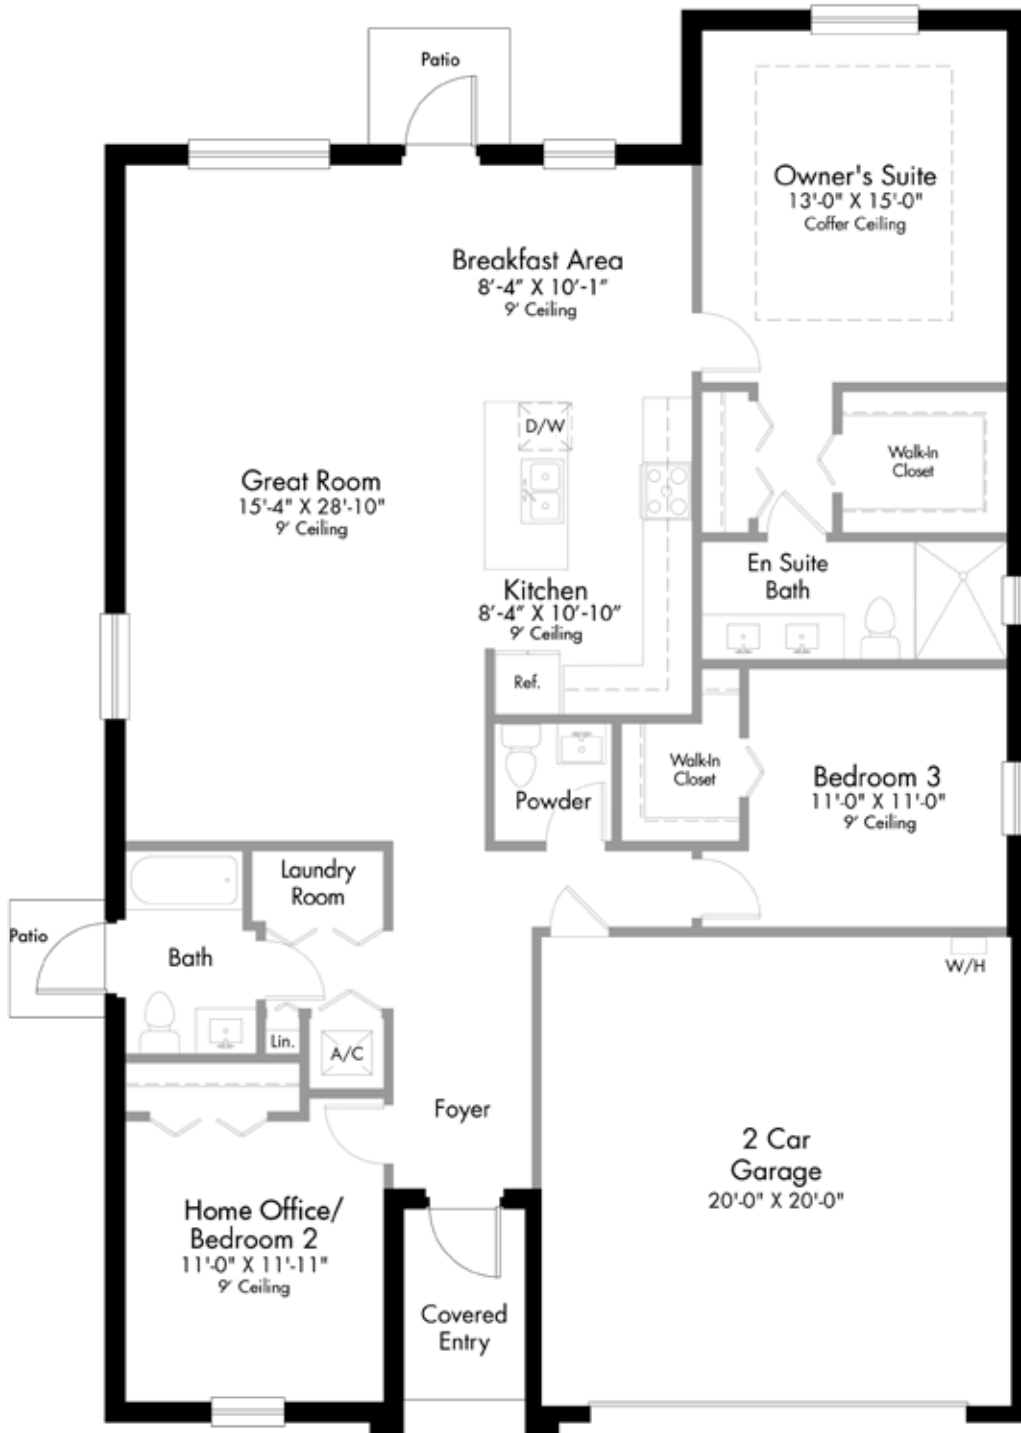 Patio
Owner's Suite
13'-0" X 15'-0"
Coffer Ceiling
Breakfast Area
8'-4" X 10'-1"
9' Ceiling
D/W
Walk-In
Closet
Great Room
15'-4" X 28'-10"
9' Ceiling
En Suite
Bath
Kitchen
8'-4" X 10'-10"
9' Ceiling
Ref.
Walk-In
Closet
Bedroom 3
11'-0" X 11'-0"
9' Ceiling
Powder
Laundry
Room
Patio
Bath
W/H
Lin.
A/C
Foyer
2 Car
Garage
20'-0" X 20'-0"
Home Office/
Bedroom 2
11'-0" X 11'-11"
9' Ceiling
Covered
Entry